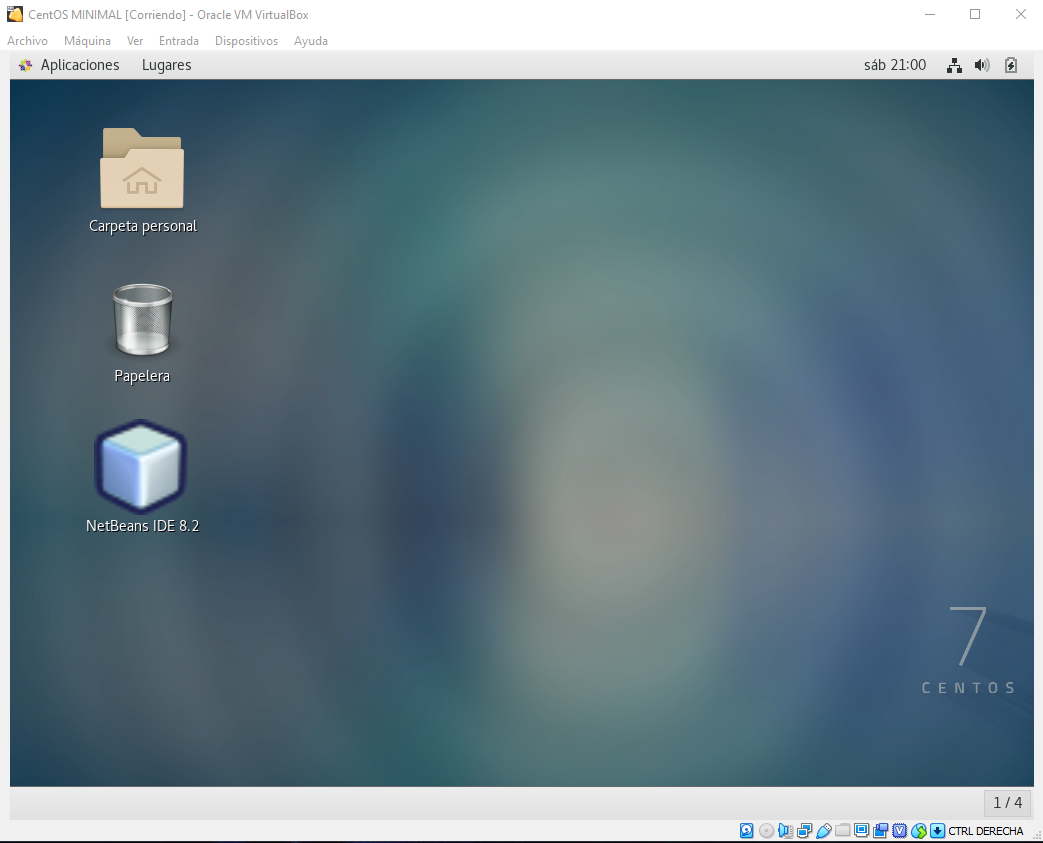 CentOS MINIMAL [Corriendo] - Oracle VM VirtualBox
Archivo Máquina Ver Entrada Dispositivos Ayuda
Aplicaciones Lugares sáb 21:00
Carpeta personal
Papelera
NetBeans IDE 8.2
7
CENTOS
1 / 4
CTRL DERECHA